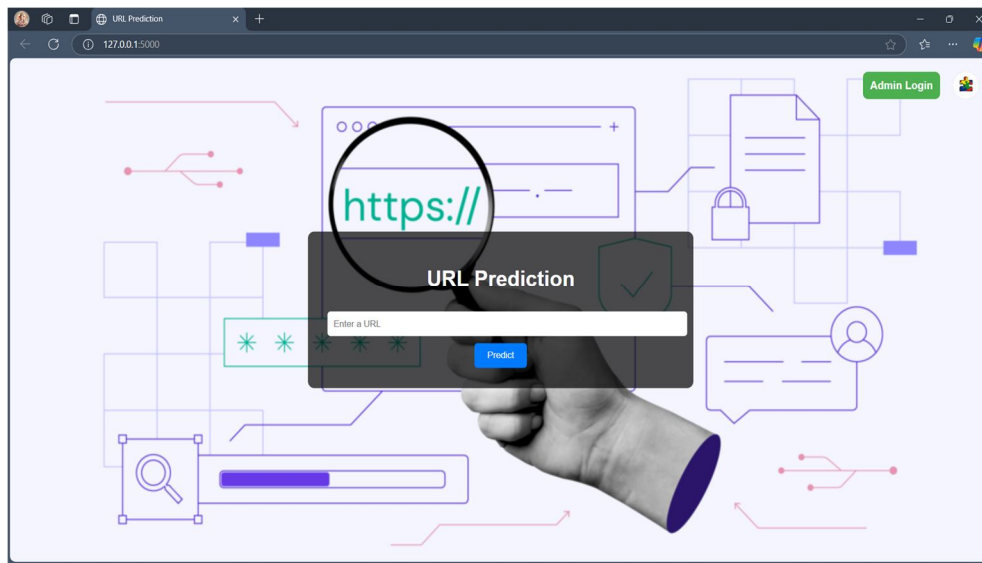 URL Prediction
127.0.0.1:5000
Admin Login
https://
URL Prediction
Enter a URL
Predict